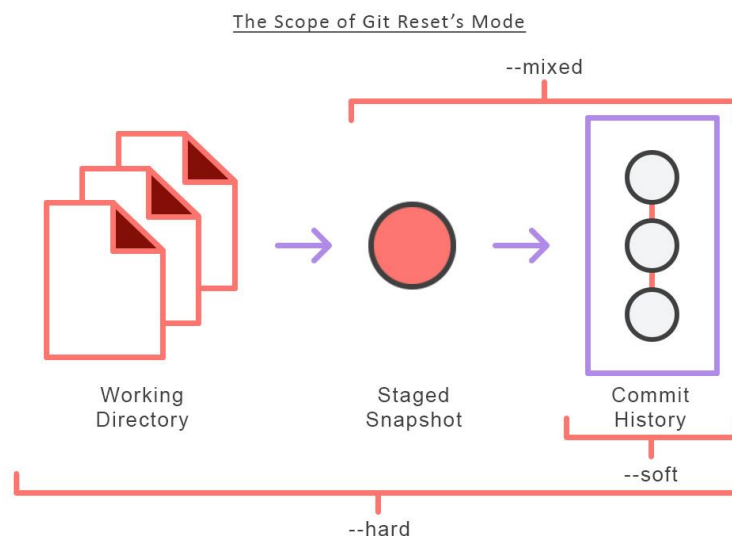 The Scope of Git Reset's Mode
--mixed
Working
Directory
Staged
Snapshot
Commit
History
--soft
--hard